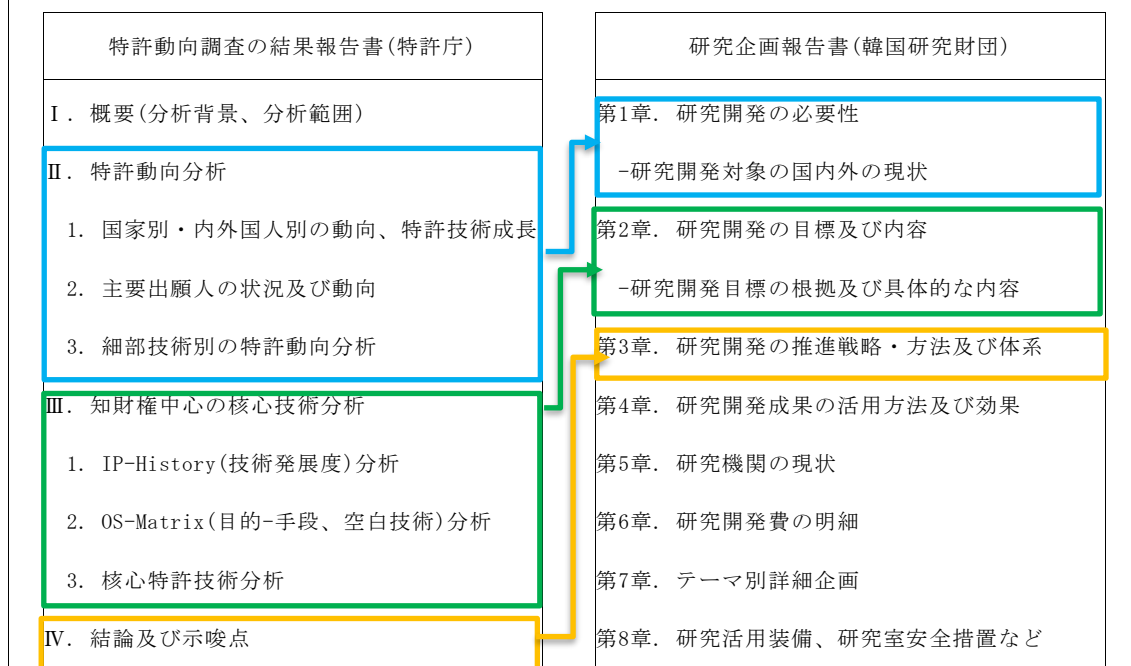 特許動向調査の結果報告書(特許庁)
Ⅰ. 概要(分析背景、分析範囲)
Ⅱ. 特許動向分析
1. 国家別・内外国人別の動向、特許技術成長
2. 主要出願人の状況及び動向
3. 細部技術別の特許動向分析
Ⅲ. 知財権中心の核心技術分析
1. IP-History(技術発展度)分析
2. OS-Matrix(目的-手段、空白技術)分析
3. 核心特許技術分析
Ⅳ. 結論及び示唆点
研究企画報告書(韓国研究財団)
第1章. 研究開発の必要性
-研究開発対象の国内外の現状
第2章. 研究開発の目標及び内容
-研究開発目標の根拠及び具体的な内容
第3章. 研究開発の推進戦略・方法及び体系
第4章. 研究開発成果の活用方法及び効果
第5章. 研究機関の現状
第6章. 研究開発費の明細
第7章. テーマ別詳細企画
第8章. 研究活用装備、研究室安全措置など